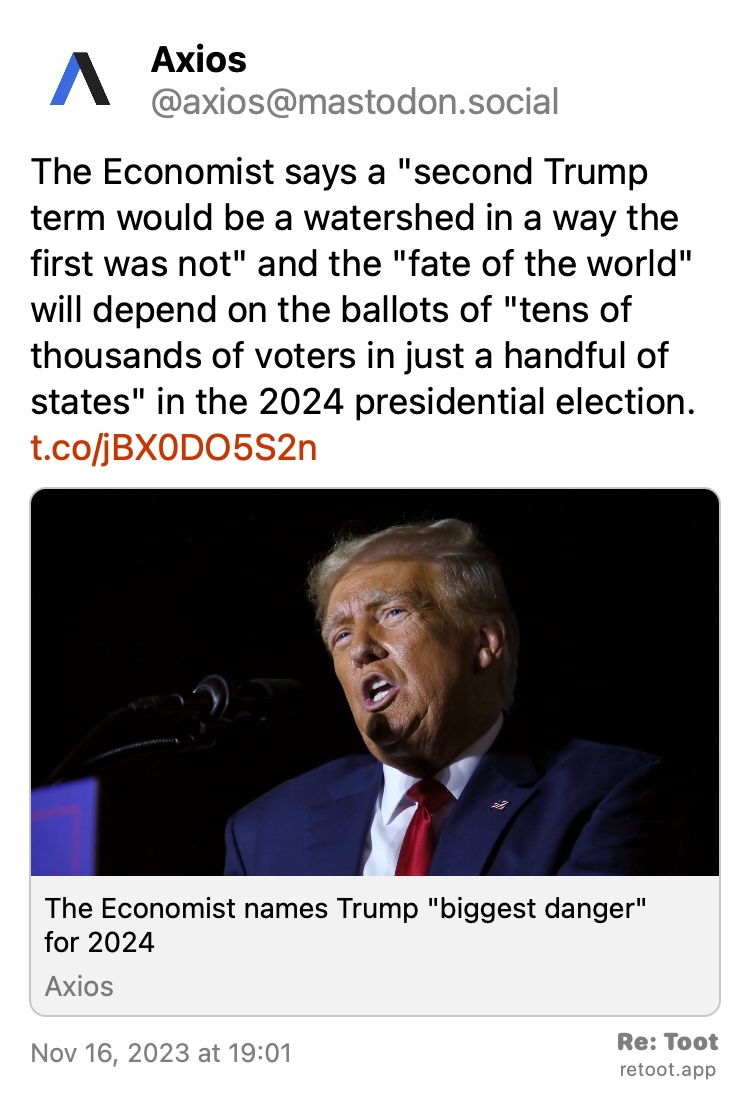 Axios
@axios@mastodon.social
The Economist says a "second Trump
term would be a watershed in a way the
first was not" and the "fate of the world"
will depend on the ballots of "tens of
thousands of voters in just a handful of
states" in the 2024 presidential election.
t.co/jBX0DO5S2n
The Economist names Trump "biggest danger"
for 2024
Axios
Nov 16, 2023 at 19:01
Re: Toot
retoot.app